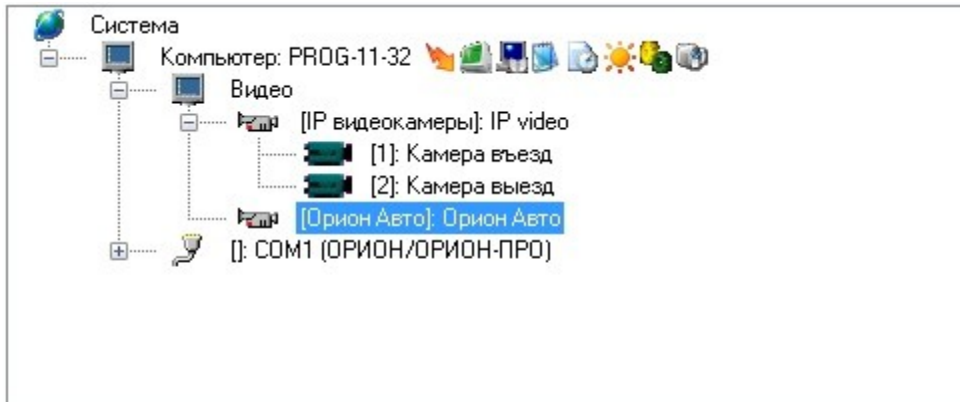 Система
Компьютер: PROG-11-32
Видео
[IP видеокамеры]: IP video
[1]: Камера въезд
[2]: Камера выезд
[Орион Авто]: Орион Авто
[]: COM1 (ОРИОН/ОРИОН-ПРО)